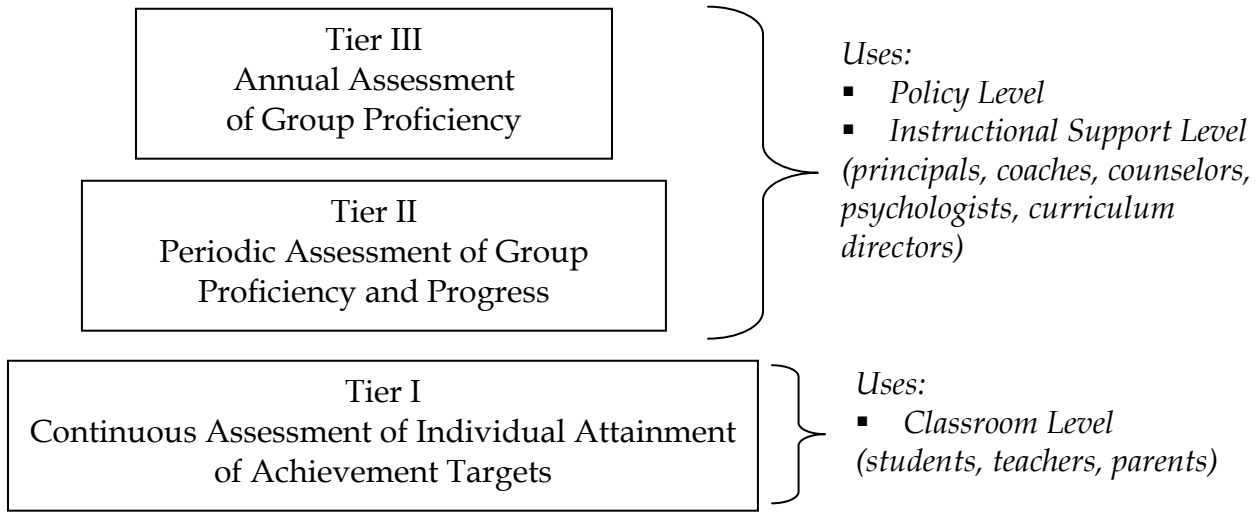 Tier III
Annual Assessment
of Group Proficiency
Uses:
▪ Policy Level
▪ Instructional Support Level
(principals, coaches, counselors,
psychologists, curriculum
directors)
Tier II
Periodic Assessment of Group
Proficiency and Progress
Tier I
Continuous Assessment of Individual Attainment
of Achievement Targets
Uses:
▪ Classroom Level
(students, teachers, parents)